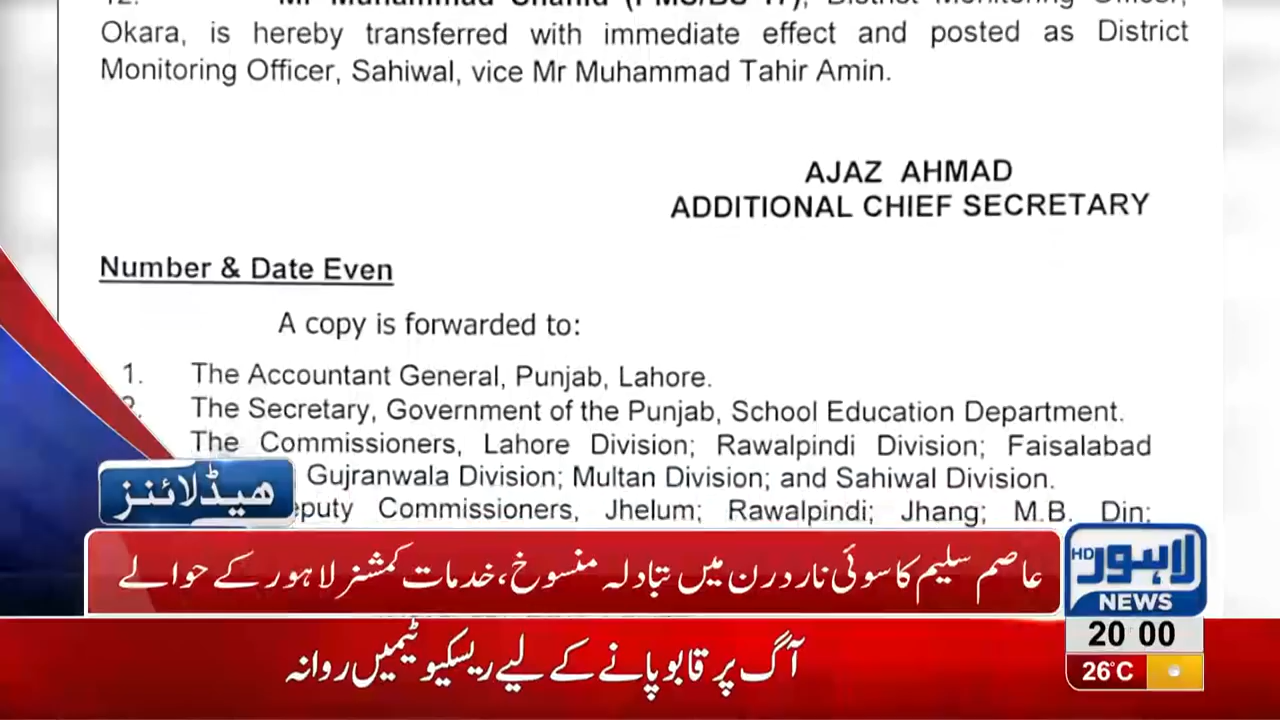 Okara, is hereby transferred with immediate effect and posted as District
Monitoring Officer, Sahiwal, vice Mr Muhammad Tahir Amin.
AJAZ AHMAD
ADDITIONAL CHIEF SECRETARY
Number & Date Even
A copy is forwarded to:
1. The Accountant General, Punjab, Lahore.
2. The Secretary, Government of the Punjab, School Education Department.
The Commissioners, Lahore Division; Rawalpindi Division; Faisalabad
Gujranwala Division; Multan Division; and Sahiwal Division.
Commissioners, Jhelum; Rawalpindi; Jhang; M.B. Din;
ہیڈلائنز
عاصم سلیم کا سوئی ناردرن میں تبادلہ منسوخ، خدمات کمشنر لاہور کے حوالے
لاہور HD
NEWS
20 00
26°C
آگ پر قابو پانے کے لیے ریسکیو ٹیمیں روانہ